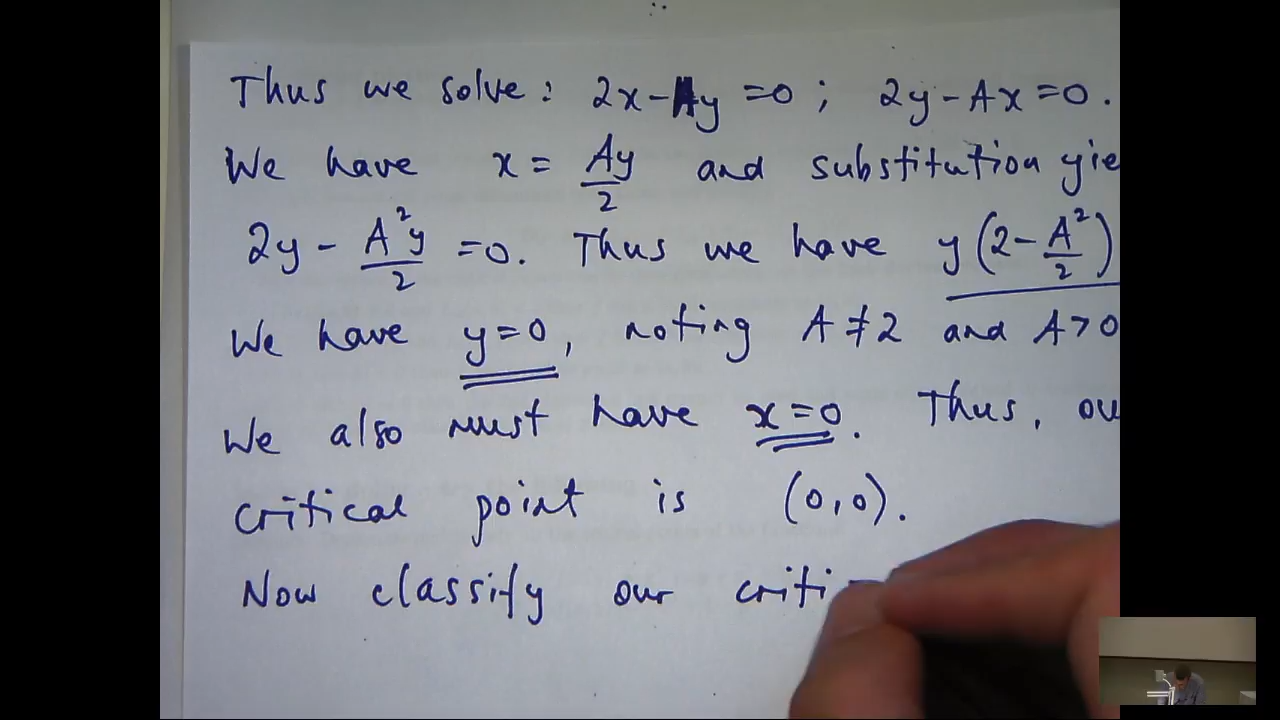 Thus we solve: 2x-Ay =0; 2y-Ax=0.
We have x = Ay/2 and substitution yie
2y - A²y/2 =0. Thus we have y(2-A²/2)
We have y=0, noting A≠2 and A>0
We also must have x=0. Thus, ou
critical point is (0,0).
Now classify our criti